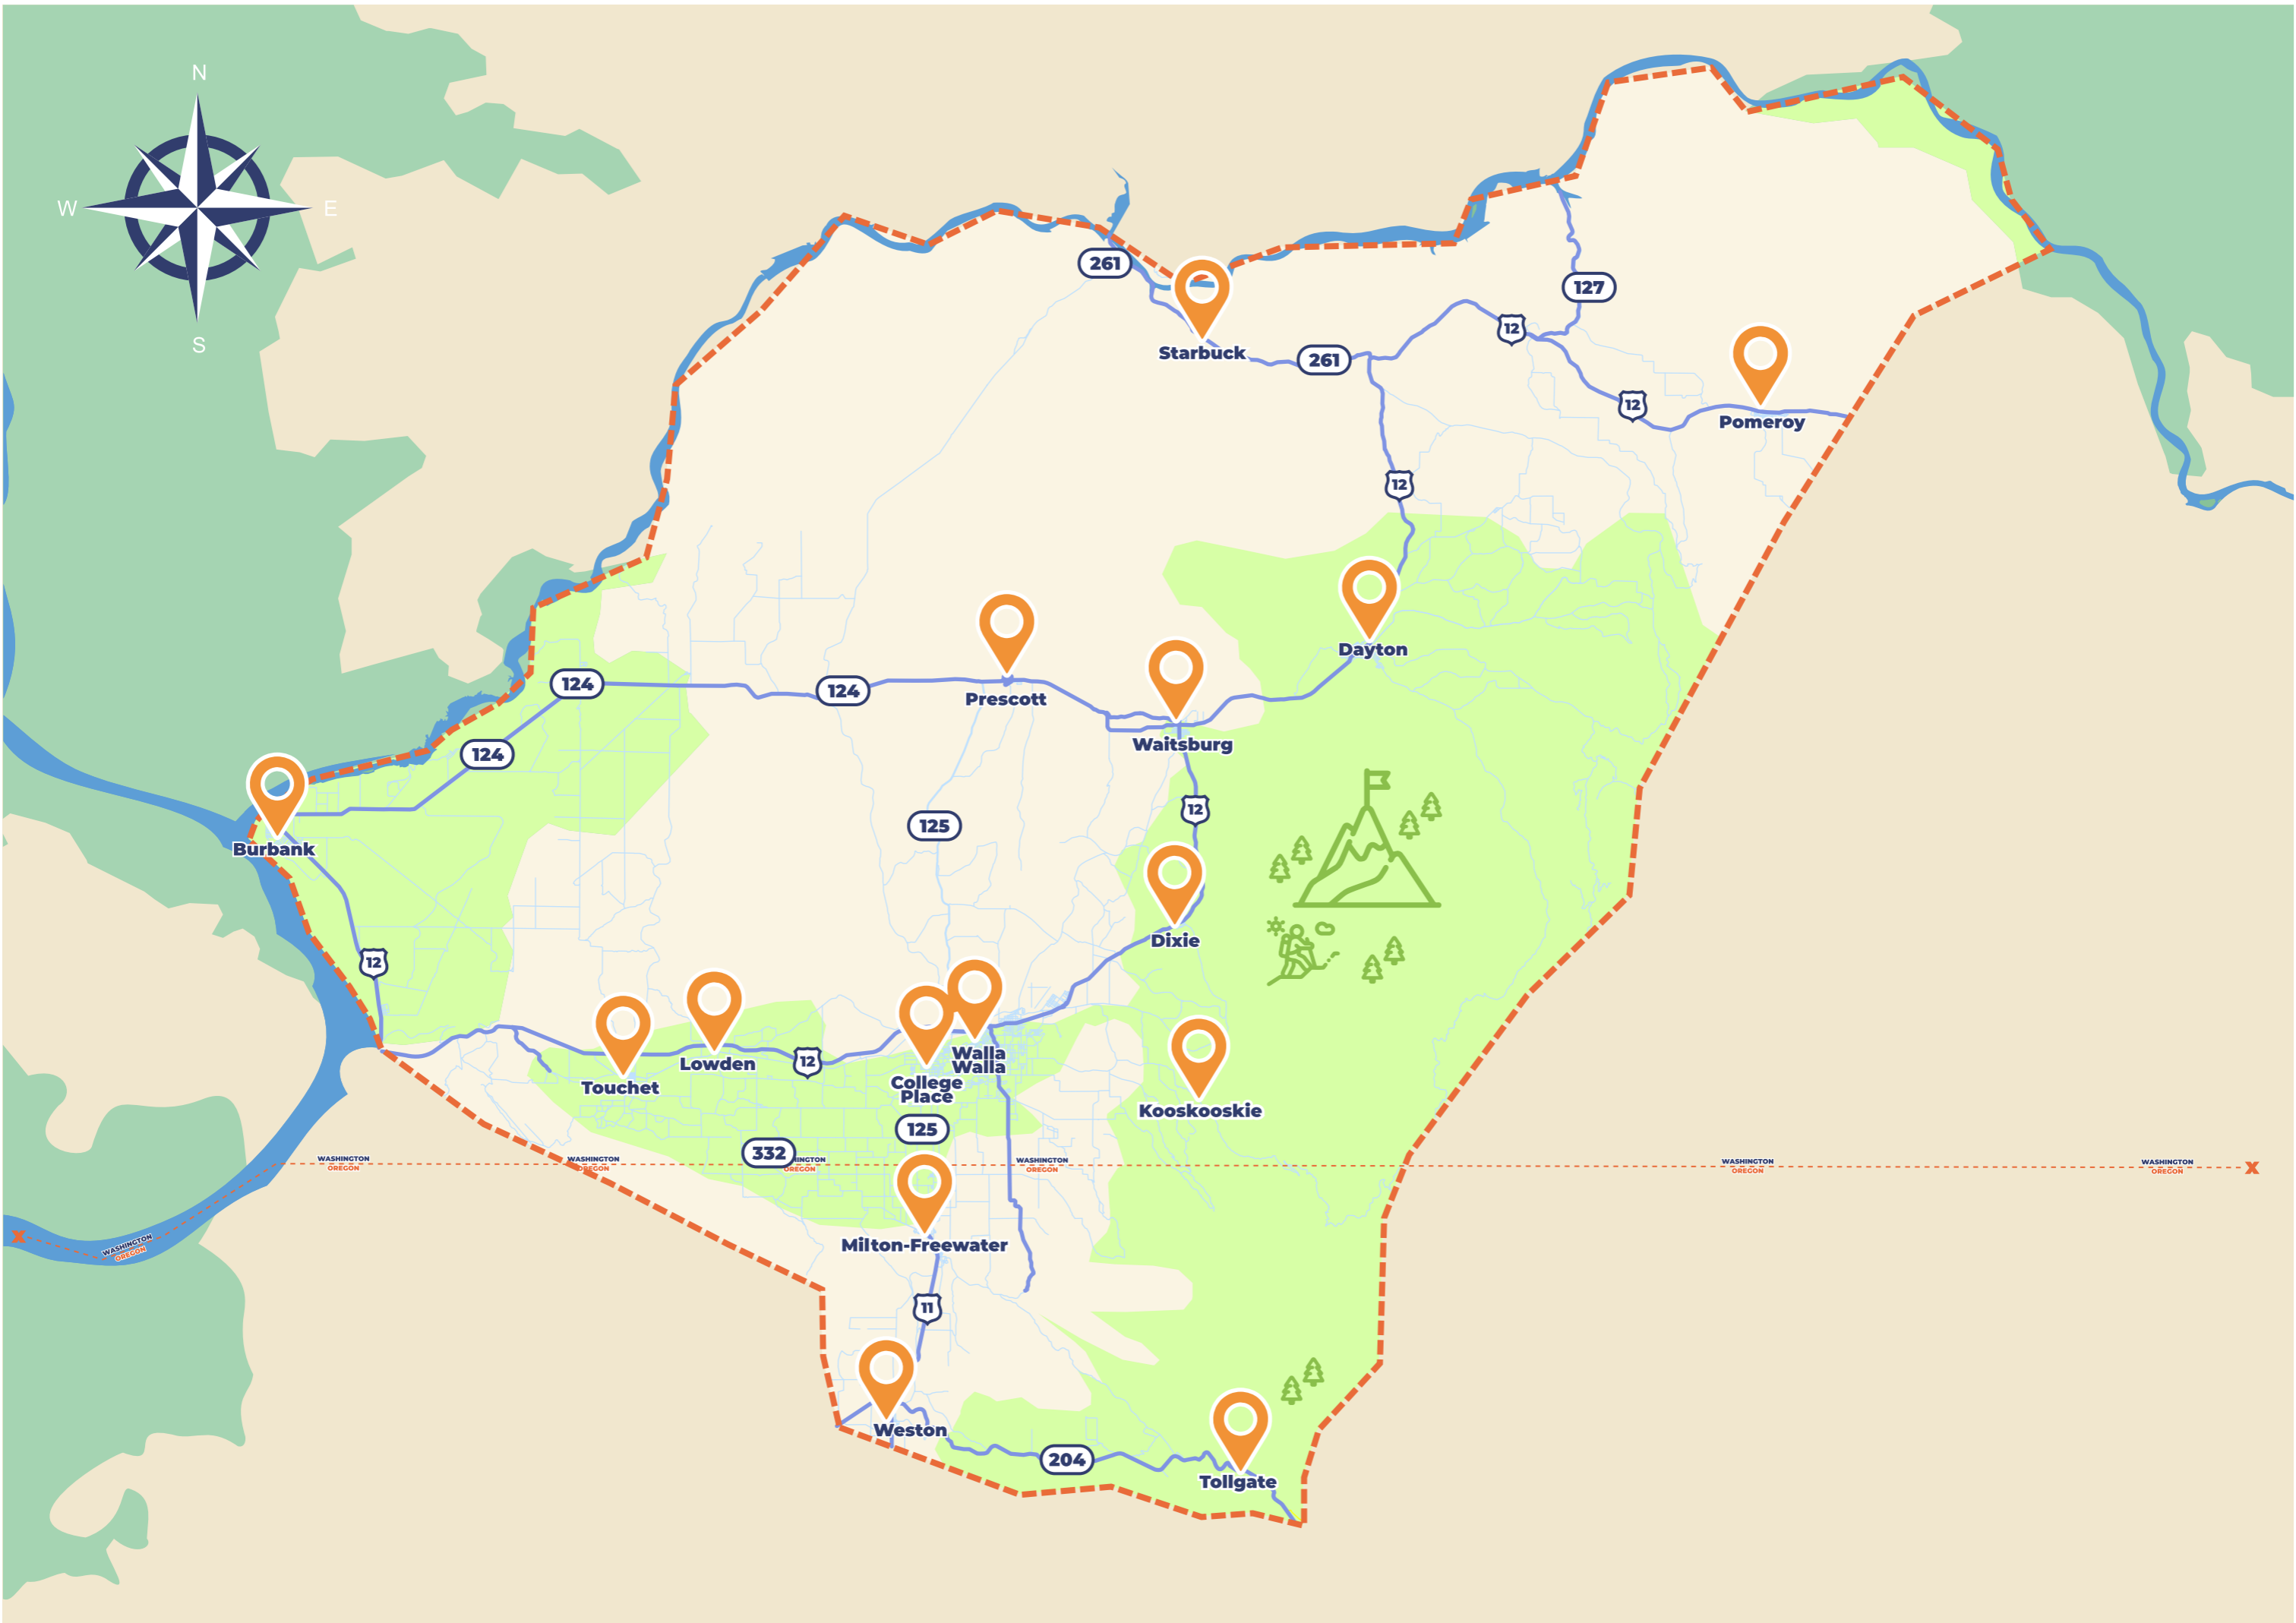 N
W
E
S
261
127
12
Starbuck
261
12
Pomeroy
12
Dayton
124
124
Prescott
Waitsburg
124
12
125
Burbank
Dixie
12
Walla
Walla
Lowden
12
Touchet
College
Place
Kooskooskie
125
332
WASHINGTON
OREGON
WASHINGTON
OREGON
INGTON
OREGON
WASHINGTON
OREGON
WASHINGTON
OREGON
WASHINGTON
OREGON
X
X
WASHINGTON
OREGON
Milton-Freewater
11
Weston
204
Tollgate